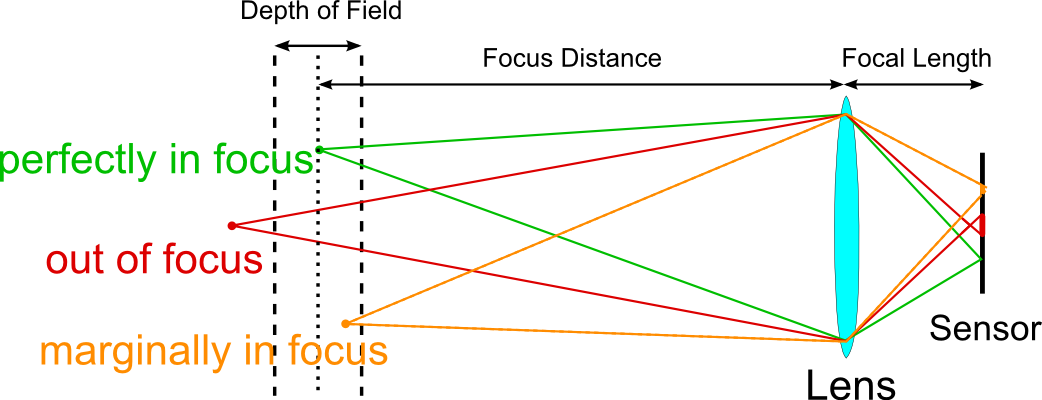 Depth of Field
Focus Distance
Focal Length
perfectly in focus
out of focus
marginally in focus
Sensor
Lens